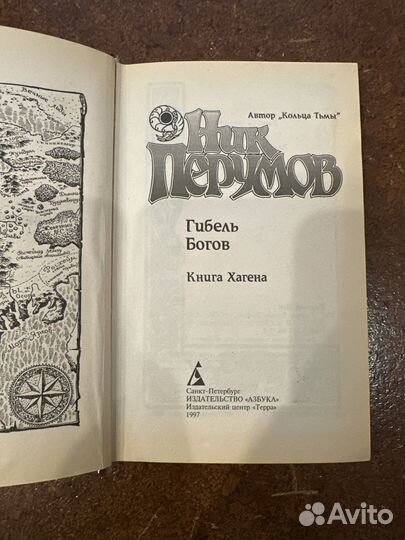 Автор „Кольца Тьмы"
Ник
Перумов
Гибель
Богов
Книга Хагена
Санкт-Петербург
ИЗДАТЕЛЬСТВО «АЗБУКА»
Издательский центр «Терра»
1997
Avito